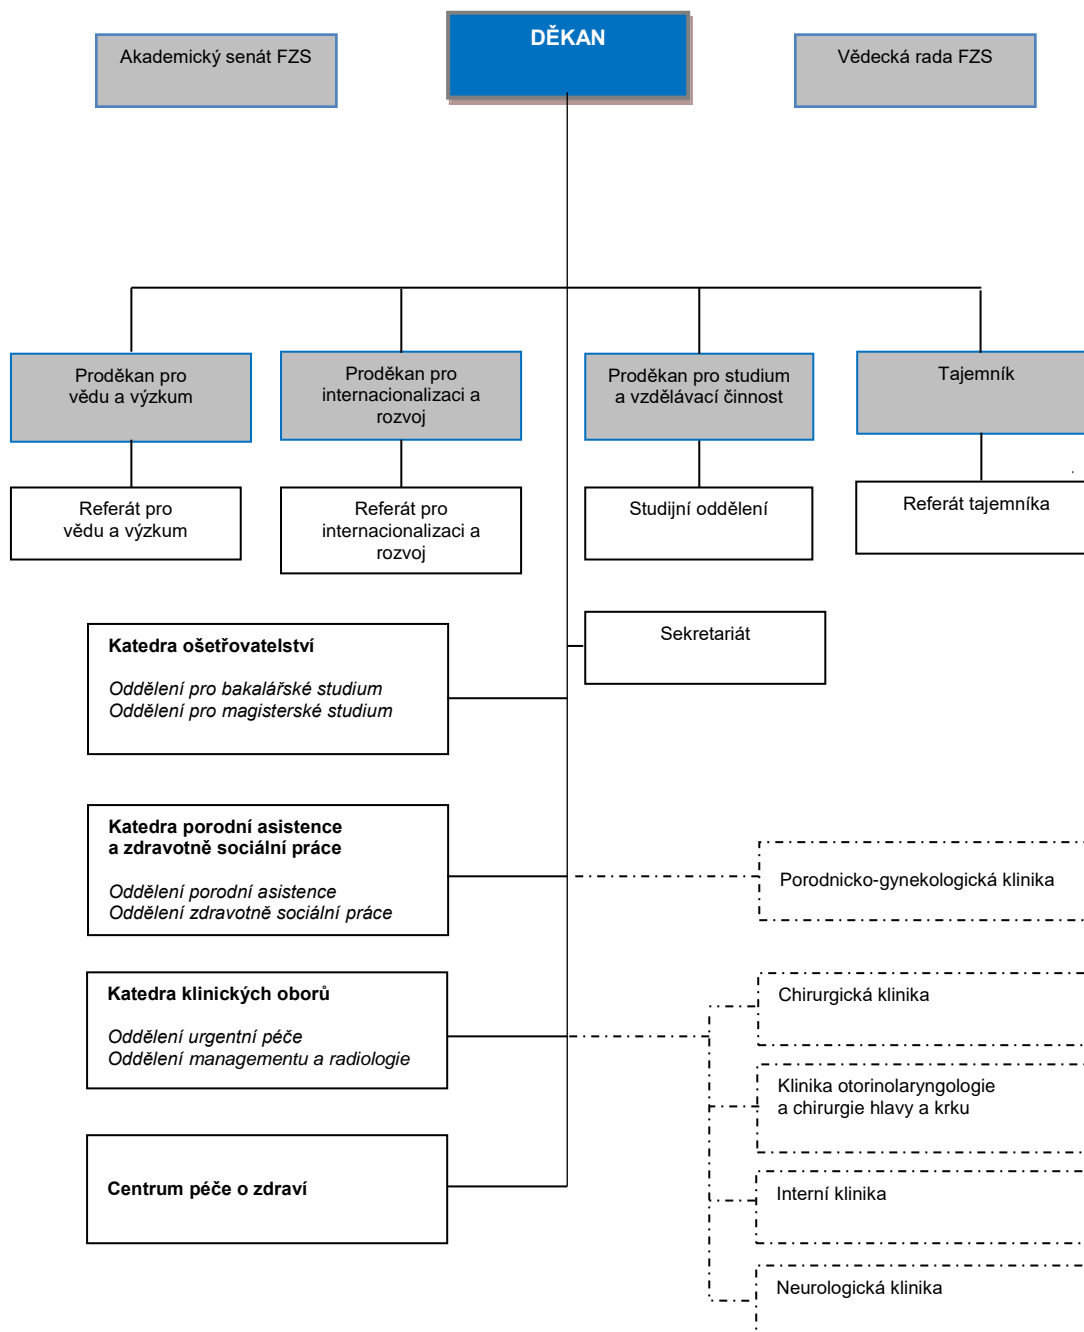 DĚKAN
Akademický senát FZS
Vědecká rada FZS
Proděkan pro
vědu a výzkum
Proděkan pro
internacionalizaci a
rozvoj
Proděkan pro studium
a vzdělávací činnost
Tajemník
Referát pro
vědu a výzkum
Referát pro
internacionalizaci a
rozvoj
Studijní oddělení
Referát tajemníka
.
Sekretariát
Katedra ošetřovatelství
Oddělení pro bakalářské studium
Oddělení pro magisterské studium
Katedra porodní asistence
a zdravotně sociální práce
Oddělení porodní asistence
Oddělení zdravotně sociální práce
Porodnicko-gynekologická klinika
Katedra klinických oborů
Oddělení urgentní péče
Oddělení managementu a radiologie
Chirurgická klinika
Klinika otorinolaryngologie
a chirurgie hlavy a krku
Centrum péče o zdraví
Interní klinika
Neurologická klinika